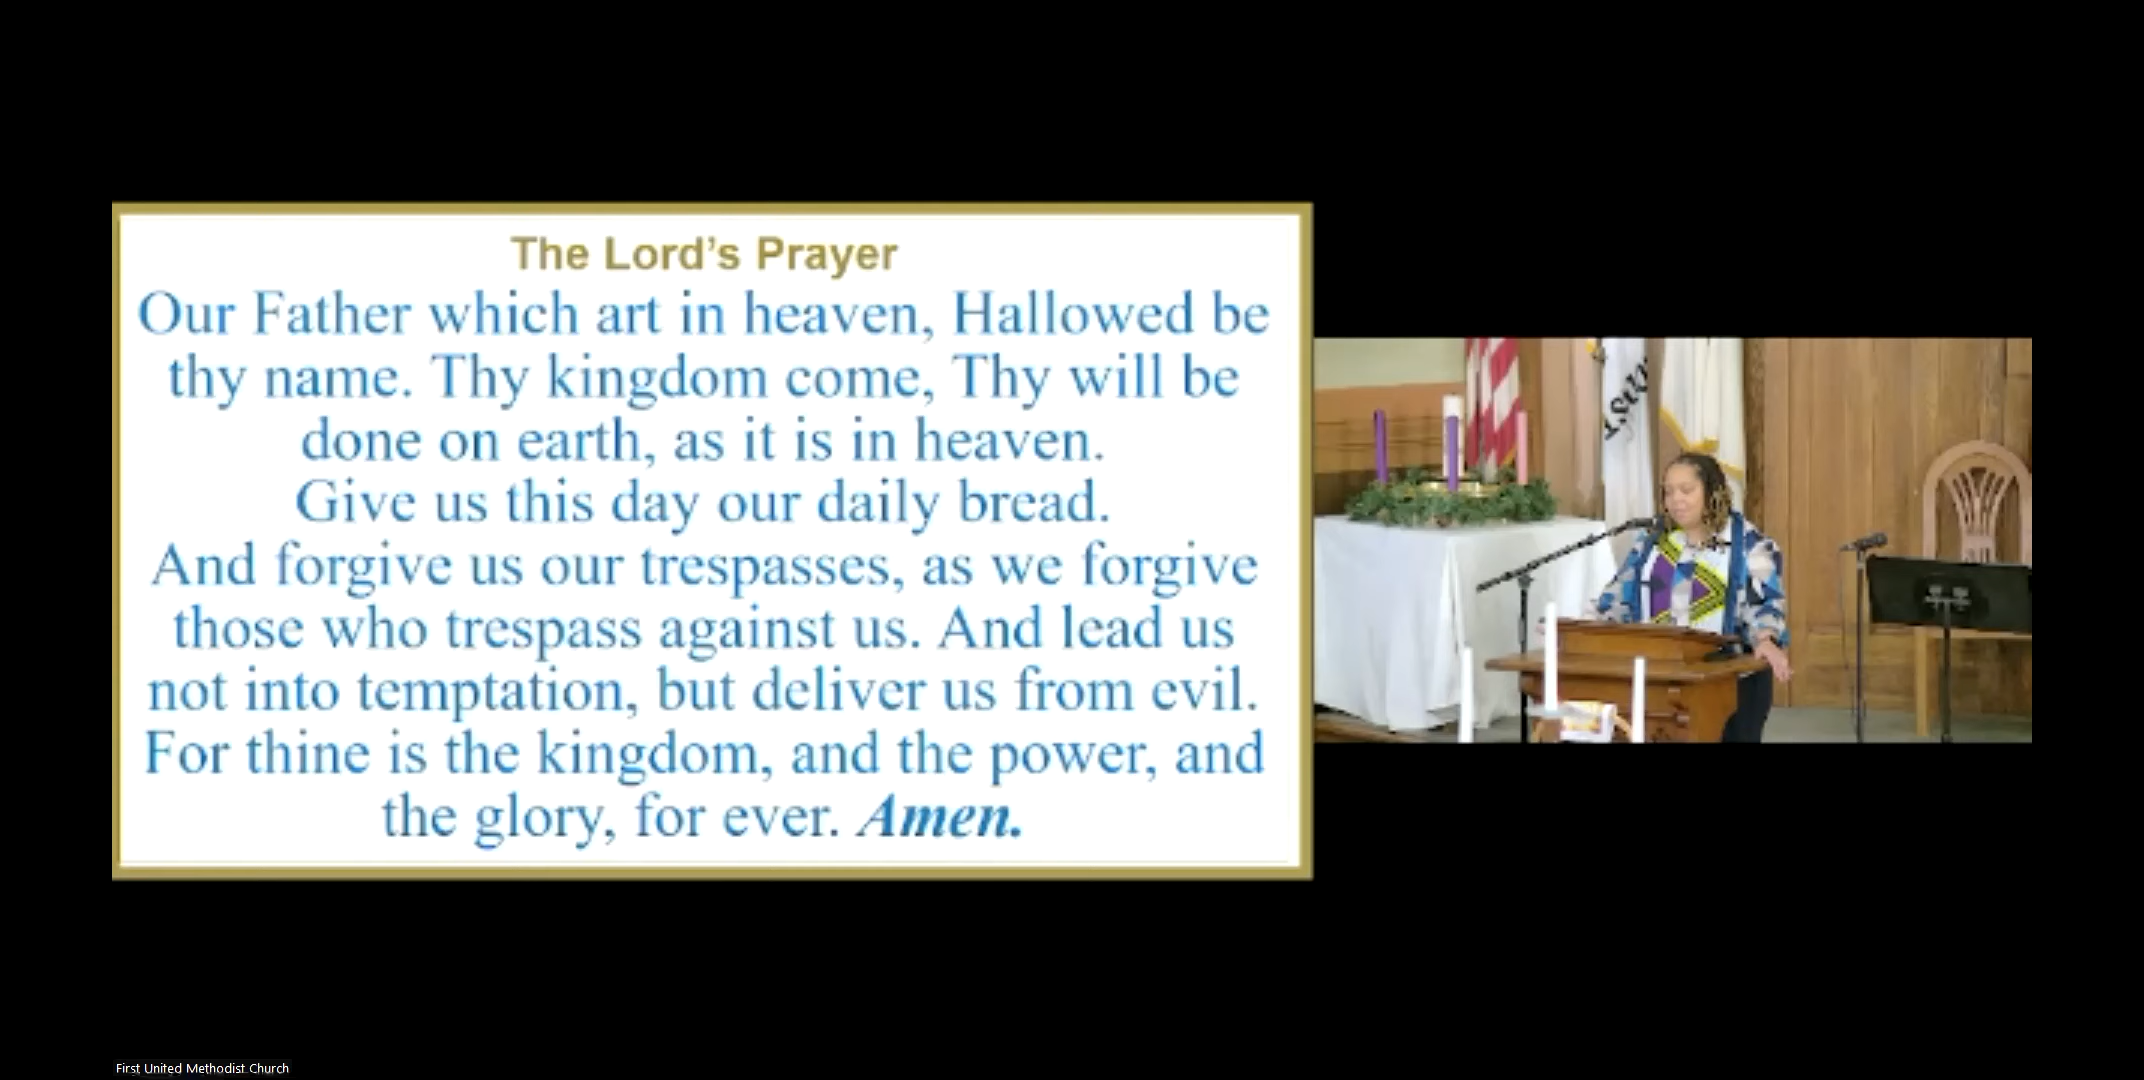 The Lord's Prayer
Our Father which art in heaven, Hallowed be
thy name. Thy kingdom come, Thy will be
done on earth, as it is in heaven.
Give us this day our daily bread.
And forgive us our trespasses, as we forgive
those who trespass against us. And lead us
not into temptation, but deliver us from evil.
For thine is the kingdom, and the power, and
the glory, for ever. Amen.
First United Methodist Church